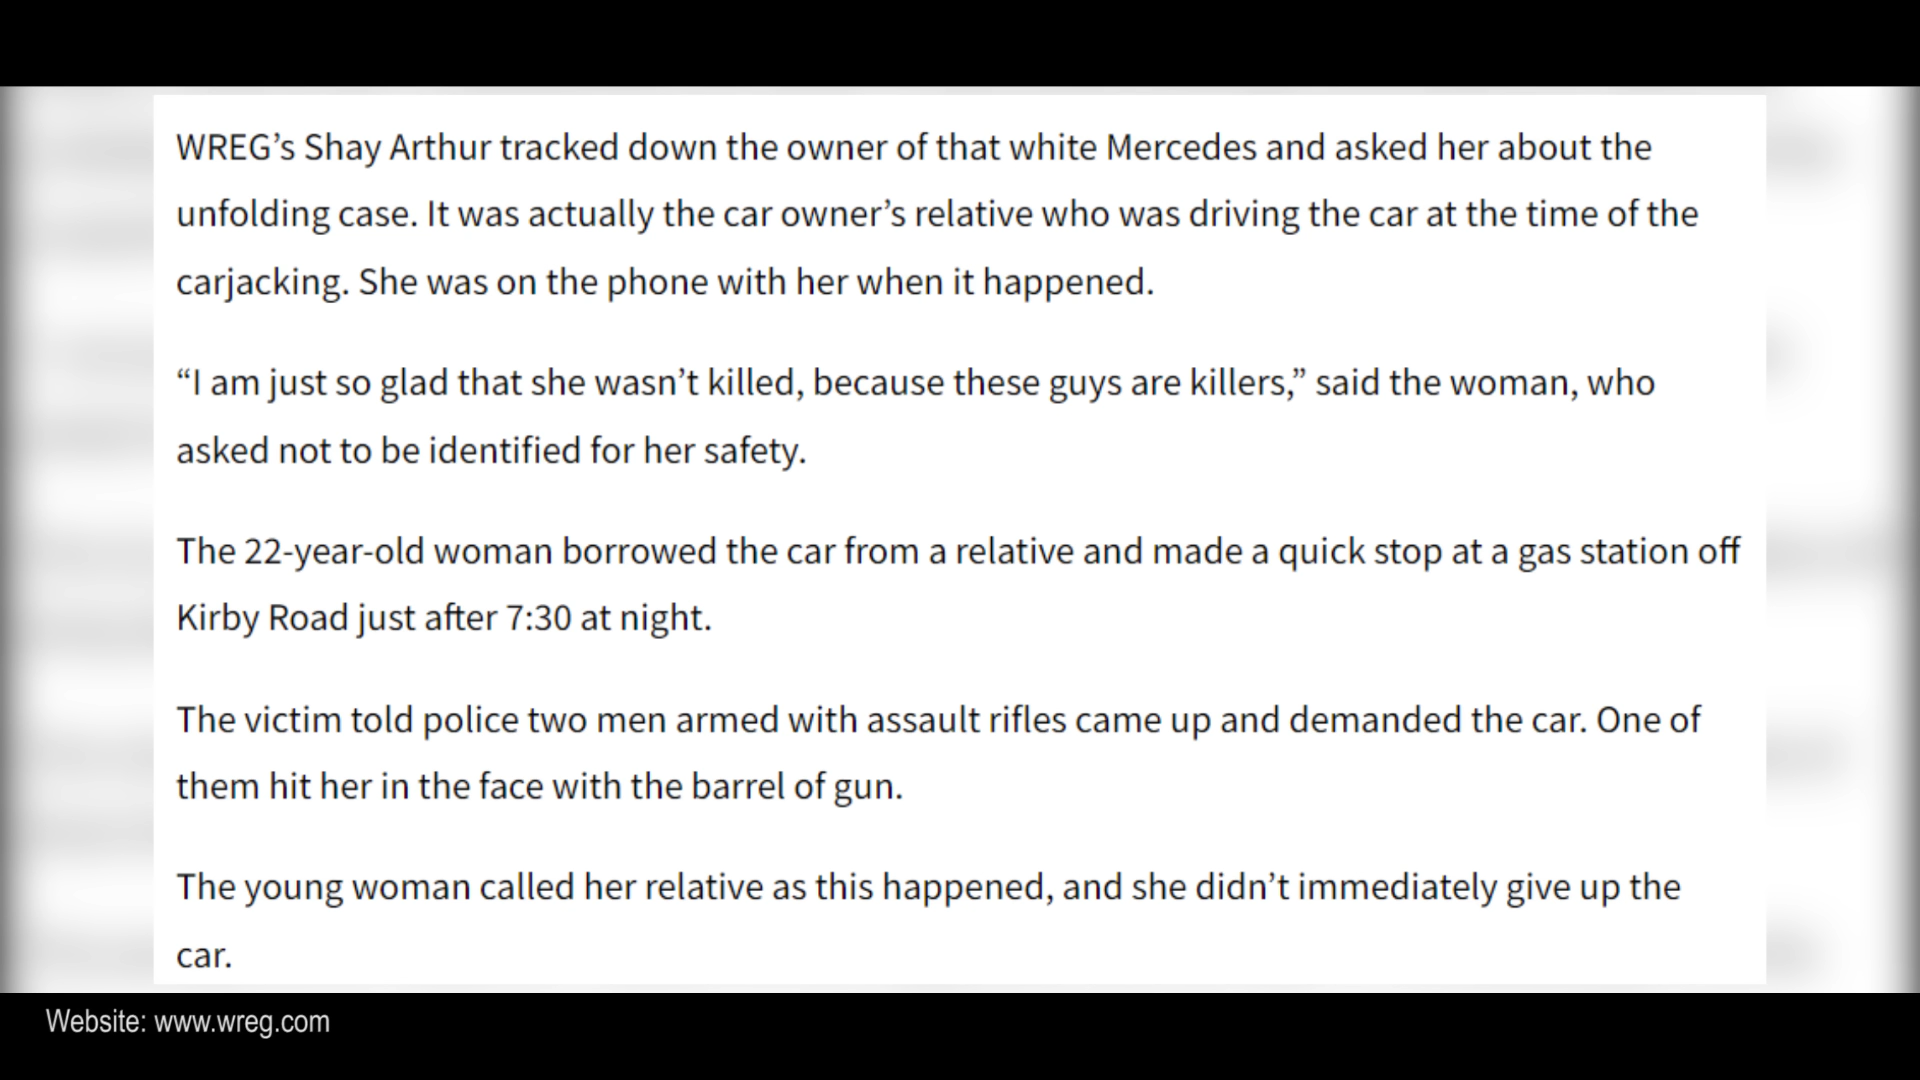 WREG’s Shay Arthur tracked down the owner of that white Mercedes and asked her about the
unfolding case. It was actually the car owner’s relative who was driving the car at the time of the
carjacking. She was on the phone with her when it happened.
“I am just so glad that she wasn’t killed, because these guys are killers,” said the woman, who
asked not to be identified for her safety.
The 22-year-old woman borrowed the car from a relative and made a quick stop at a gas station off
Kirby Road just after 7:30 at night.
The victim told police two men armed with assault rifles came up and demanded the car. One of
them hit her in the face with the barrel of gun.
The young woman called her relative as this happened, and she didn’t immediately give up the
car.
Website: www.wreg.com